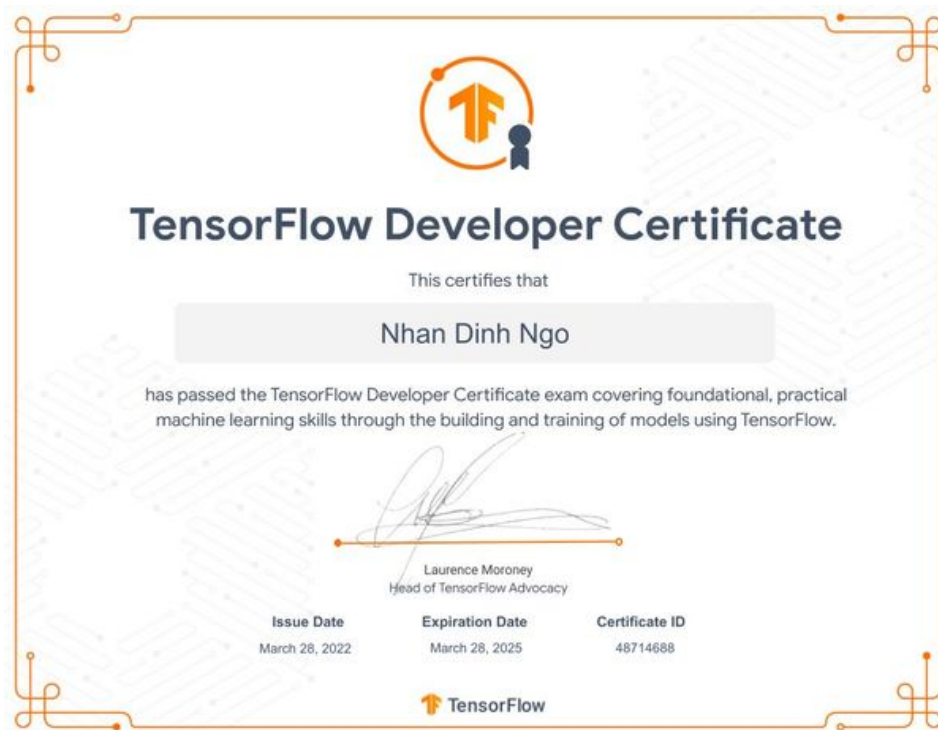 TensorFlow Developer Certificate
This certifies that
Nhan Dinh Ngo
has passed the TensorFlow Developer Certificate exam covering foundational, practical
machine learning skills through the building and training of models using TensorFlow.
Laurence Moroney
Head of TensorFlow Advocacy
Issue Date Expiration Date Certificate ID
March 28, 2022 March 28, 2025 48714688
TensorFlow